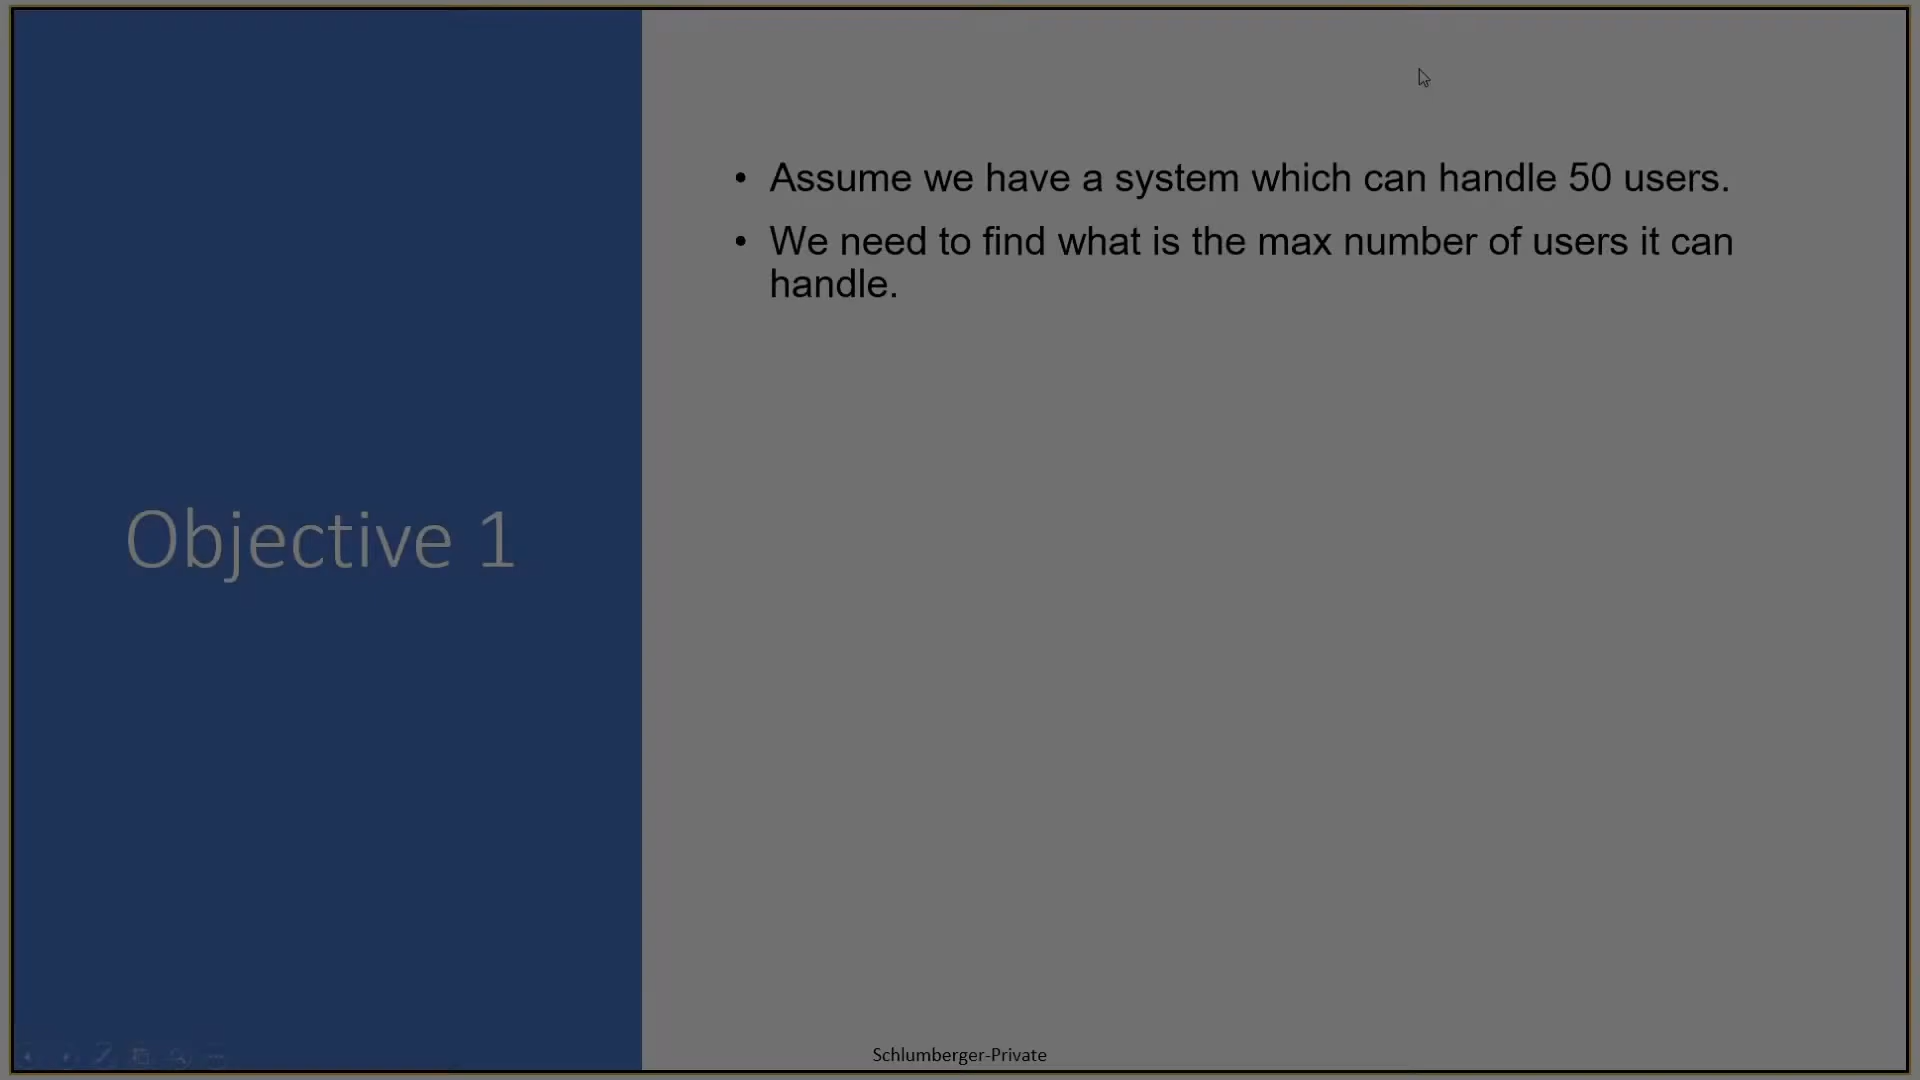 Objective 1
• Assume we have a system which can handle 50 users.
• We need to find what is the max number of users it can
handle.
Schlumberger-Private